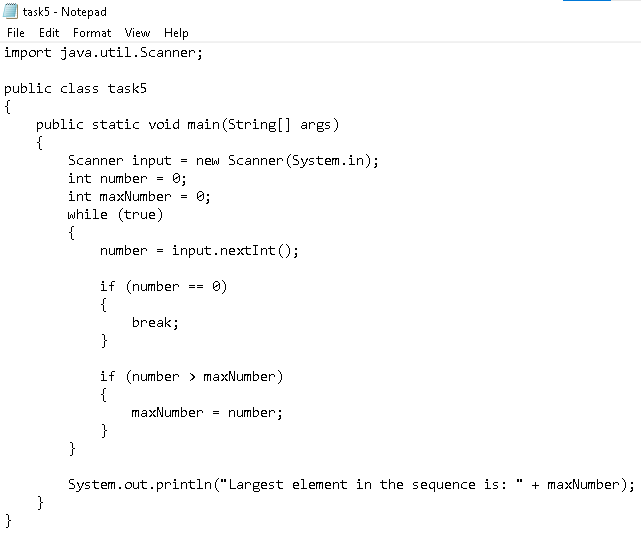 task5 - Notepad
File Edit Format View Help
import java.util.Scanner;
public class task5
{
    public static void main(String[] args)
    {
        Scanner input = new Scanner(System.in);
        int number = 0;
        int maxNumber = 0;
        while (true)
        {
            number = input.nextInt();
            if (number == 0)
            {
                break;
            }
            if (number > maxNumber)
            {
                maxNumber = number;
            }
        }
        System.out.println("Largest element in the sequence is: " + maxNumber);
    }
}